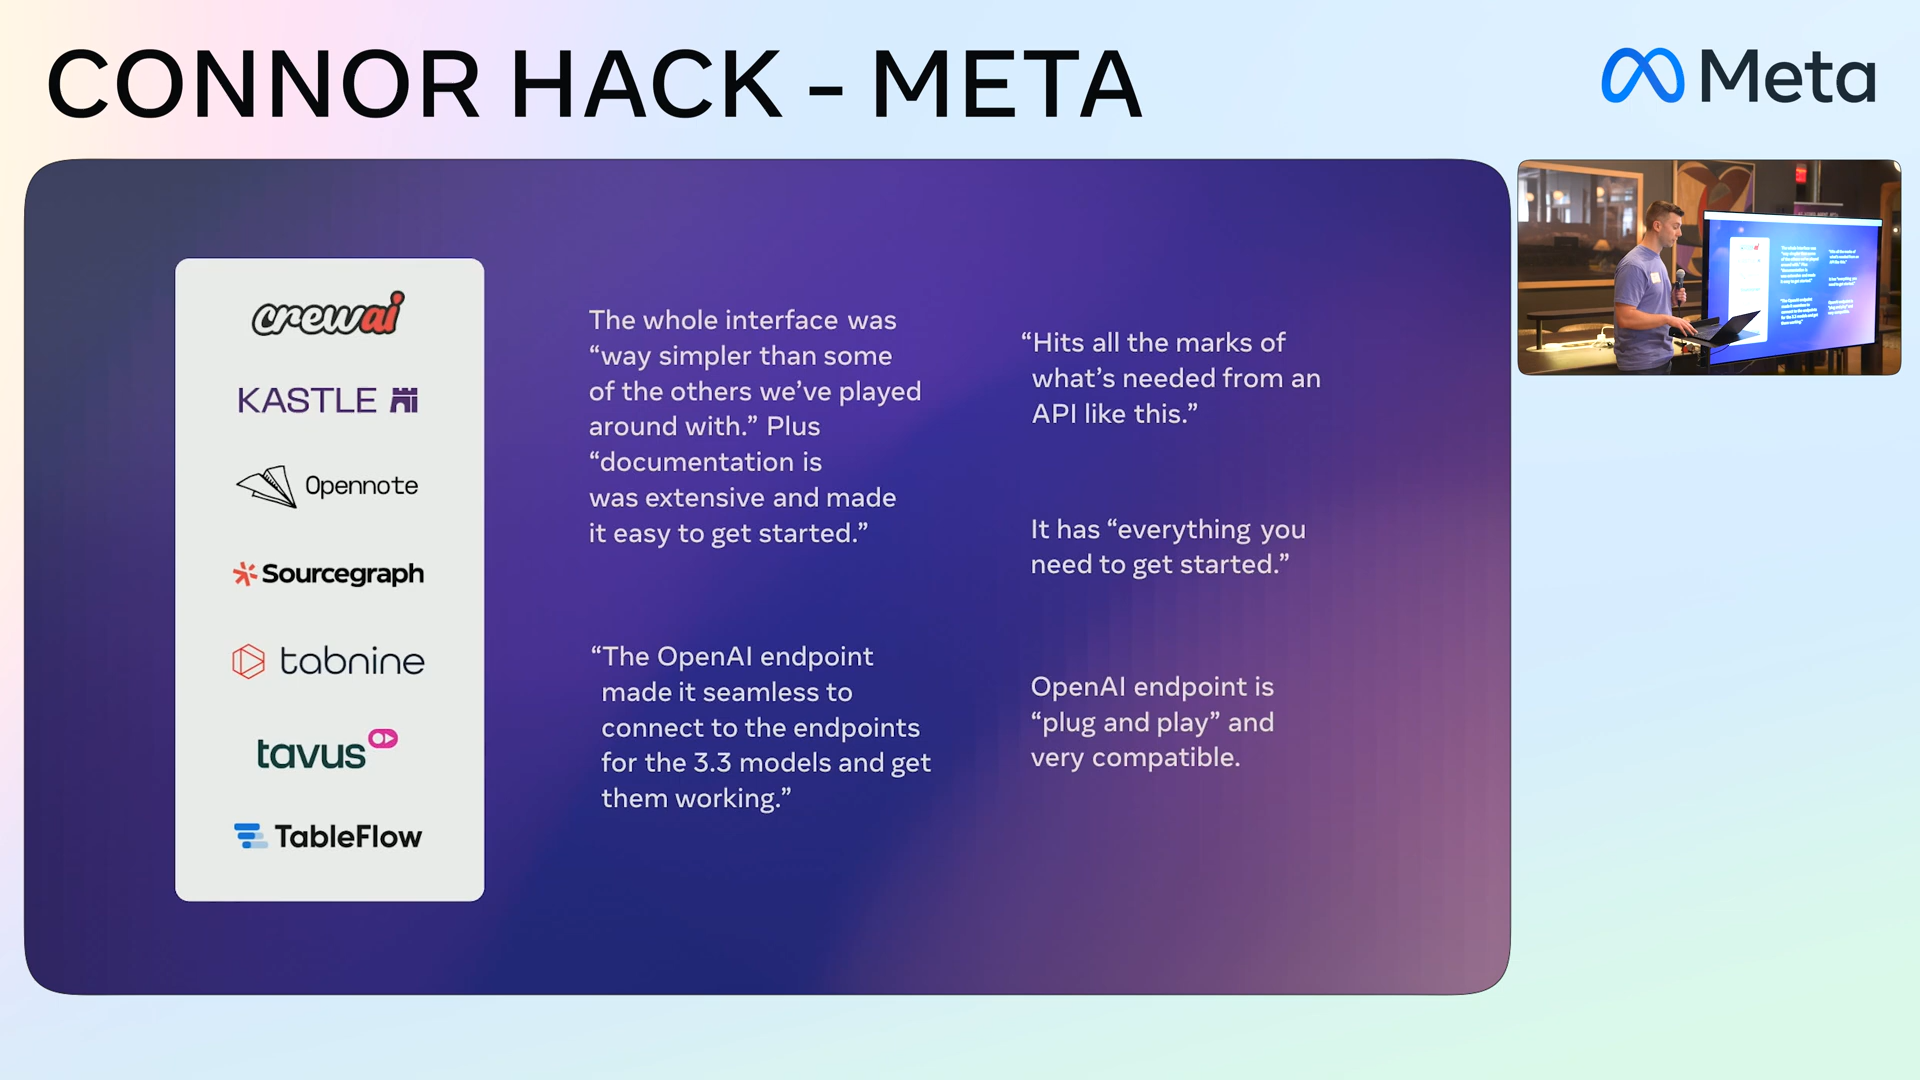 CONNOR HACK – META
Meta
crewai
KASTLE
Opennote
Sourcegraph
tabnine
tavus
TableFlow
The whole interface was
“way simpler than some
of the others we’ve played
around with.” Plus
“documentation is
was extensive and made
it easy to get started.”
“The OpenAI endpoint
made it seamless to
connect to the endpoints
for the 3.3 models and get
them working.”
“Hits all the marks of
what’s needed from an
API like this.”
It has “everything you
need to get started.”
OpenAI endpoint is
“plug and play” and
very compatible.